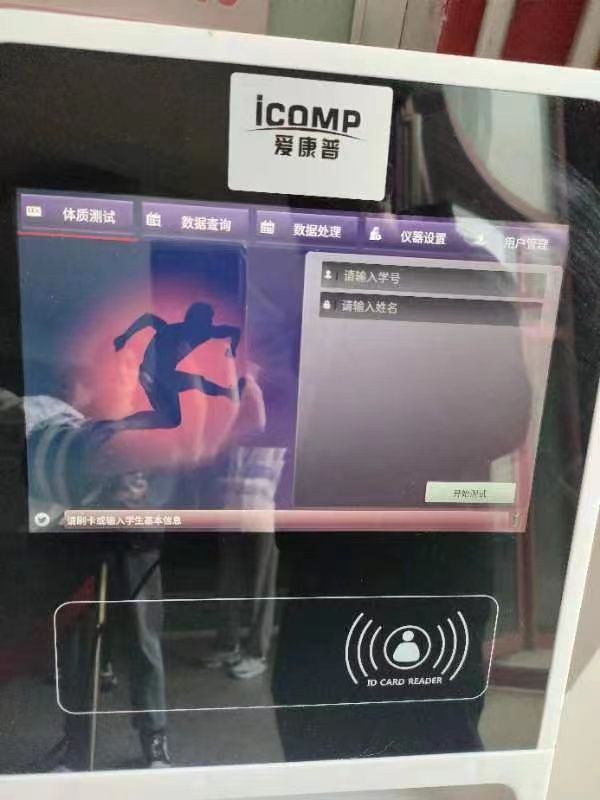 iCOMP
爱康普
体质测试
数据查询
数据处理
仪器设置
用户管理
请输入学号
请输入姓名
开始测试
请刷卡或输入学生基本信息
ID CARD READER